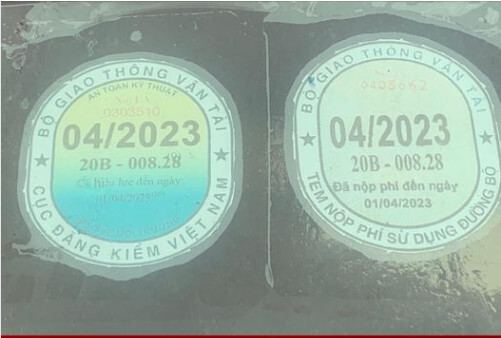 BỘ GIAO THÔNG VẬN TẢI
AN TOÀN KỸ THUẬT
0303510
04/2023
20B - 008.28
Có hiệu lực đến ngày:
CỤC ĐĂNG KIỂM VIỆT NAM
BỘ GIAO THÔNG VẬN TẢI
0403662
04/2023
20B - 008.28
Đã nộp phí đến ngày
01/04/2023
TEM NỘP PHÍ SỬ DỤNG ĐƯỜNG BỘ